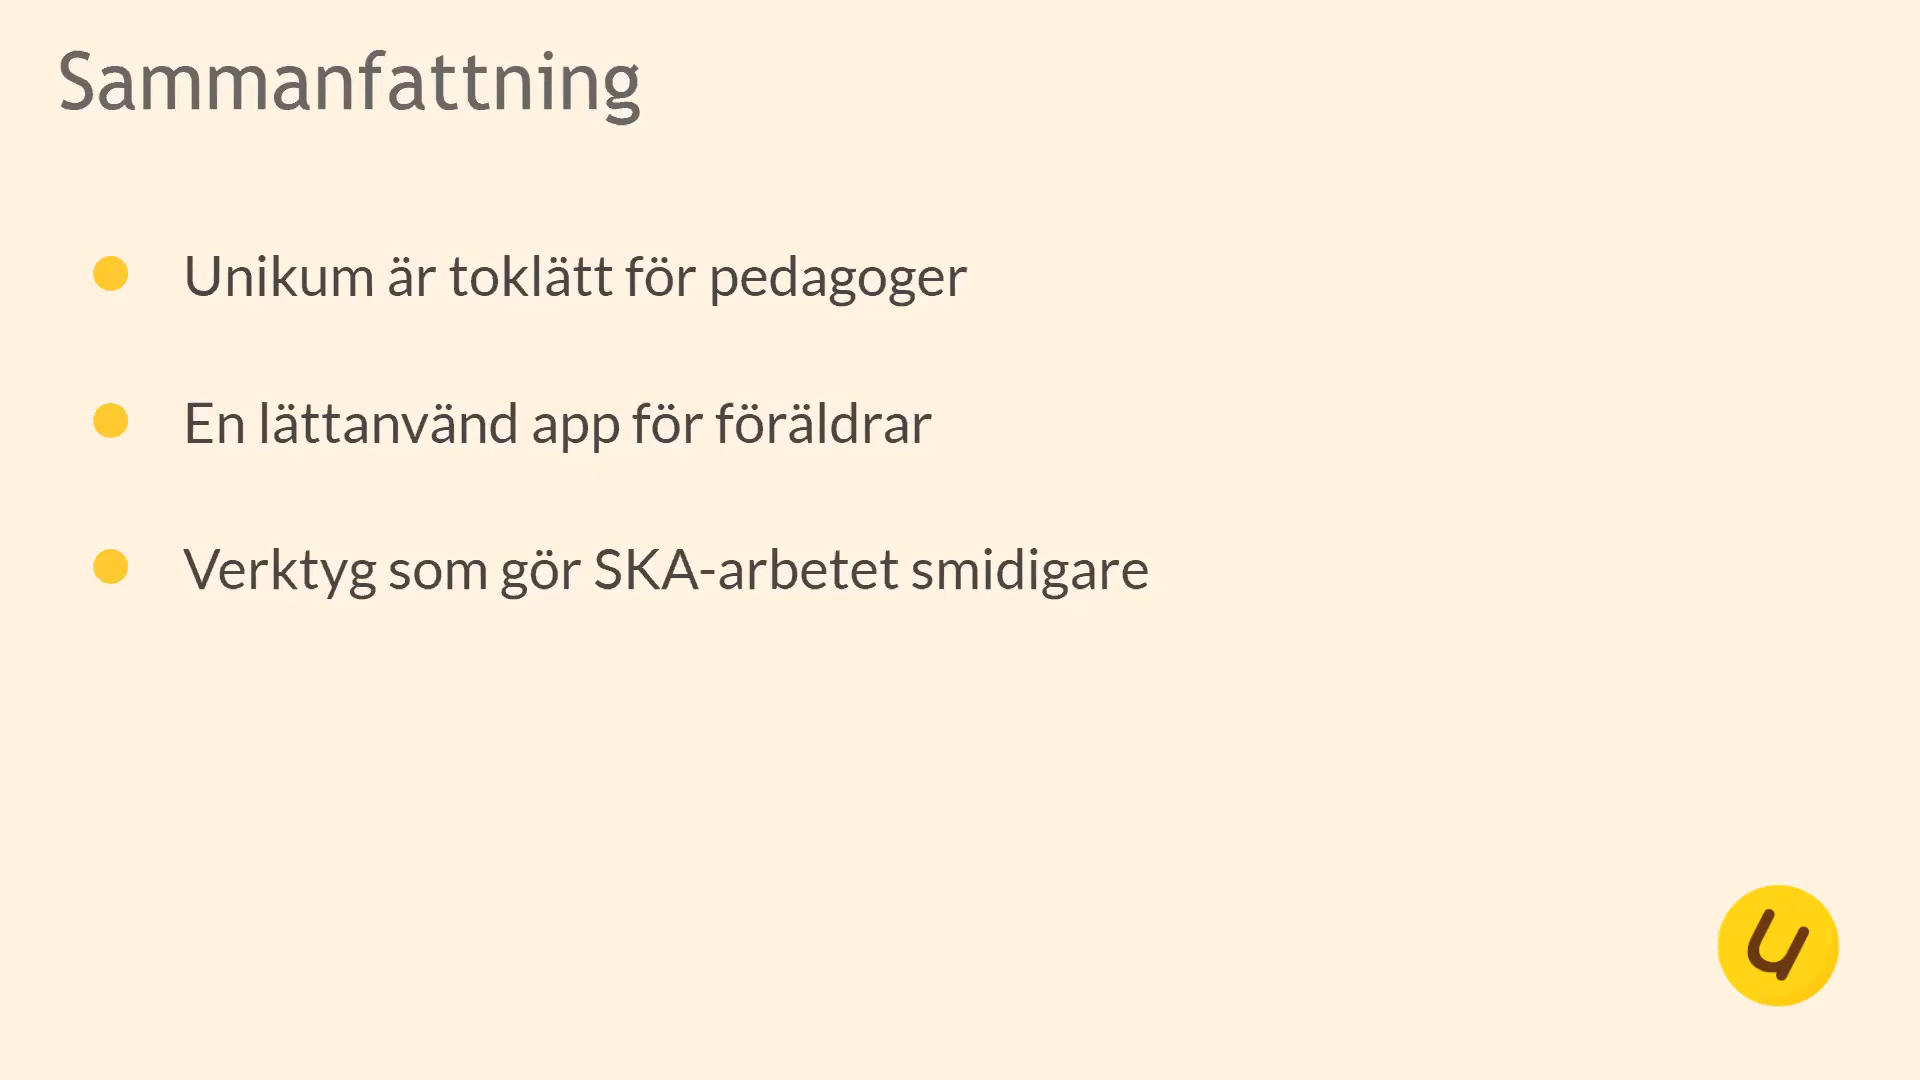 Sammanfattning
Unikum är toklätt för pedagoger
En lättanvänd app för föräldrar
Verktyg som gör SKA-arbetet smidigare
u